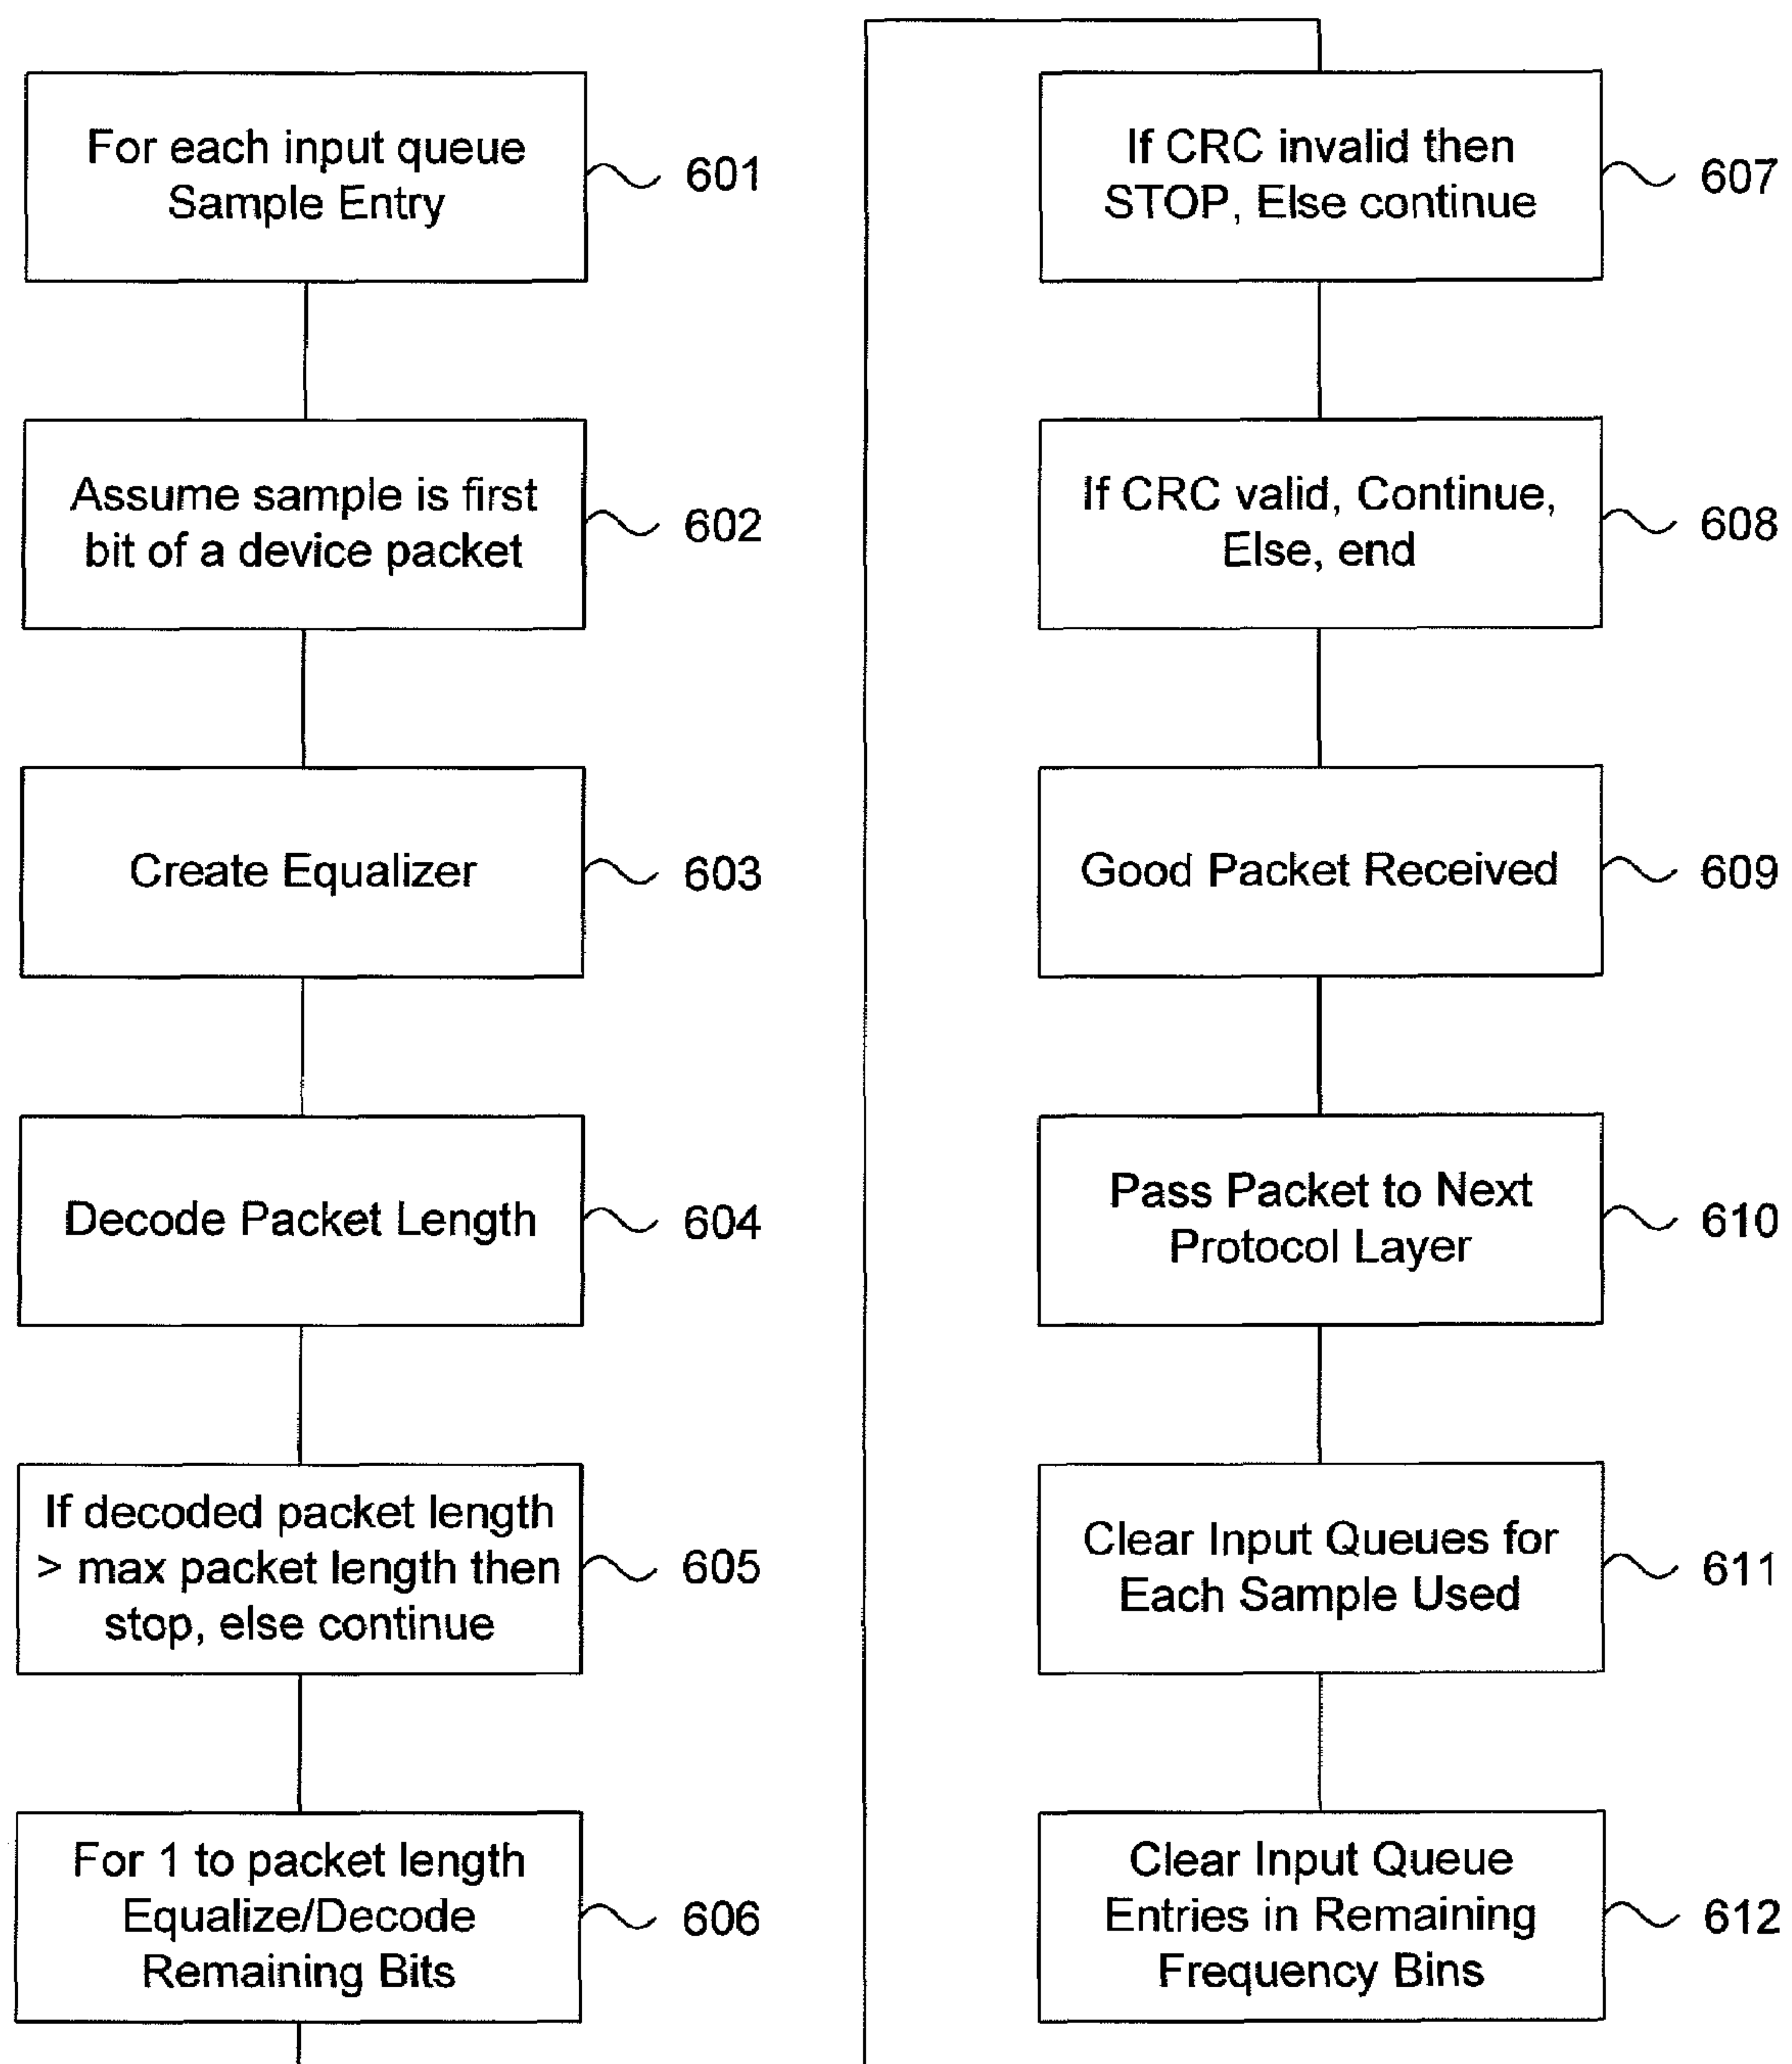 For each input queue
Sample Entry
601
Assume sample is first
bit of a device packet
602
Create Equalizer
603
Decode Packet Length
604
If decoded packet length
> max packet length then
stop, else continue
605
For 1 to packet length
Equalize/Decode
Remaining Bits
606
If CRC invalid then
STOP, Else continue
607
If CRC valid, Continue,
Else, end
608
Good Packet Received
609
Pass Packet to Next
Protocol Layer
610
Clear Input Queues for
Each Sample Used
611
Clear Input Queue
Entries in Remaining
Frequency Bins
612